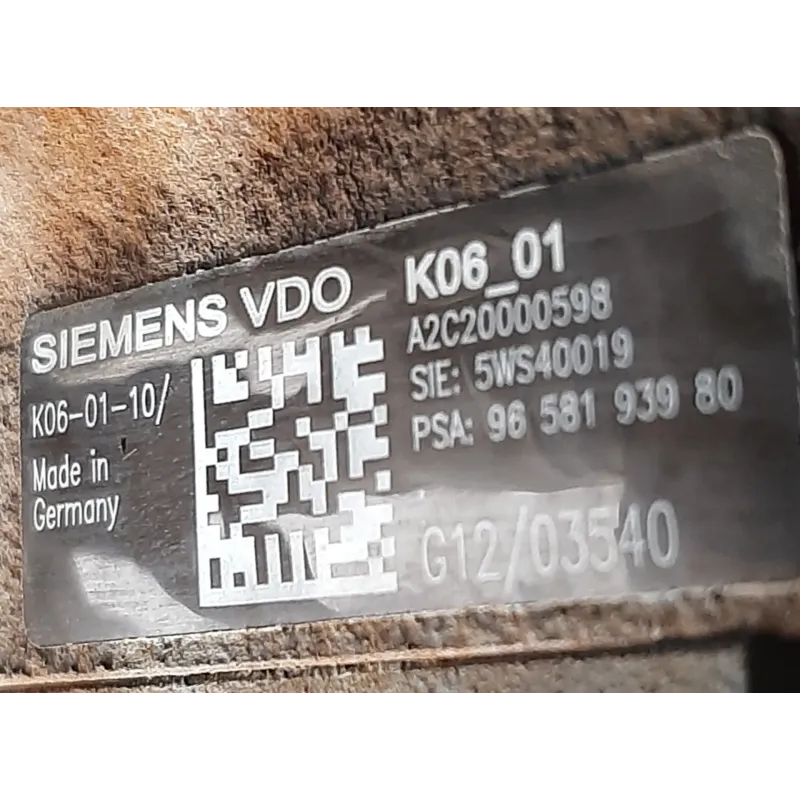 SIEMENS VDO
K06-01-10/
Made in
Germany
K06_01
A2C20000598
SIE: 5WS40019
PSA: 96 581 939 80
G12/03540